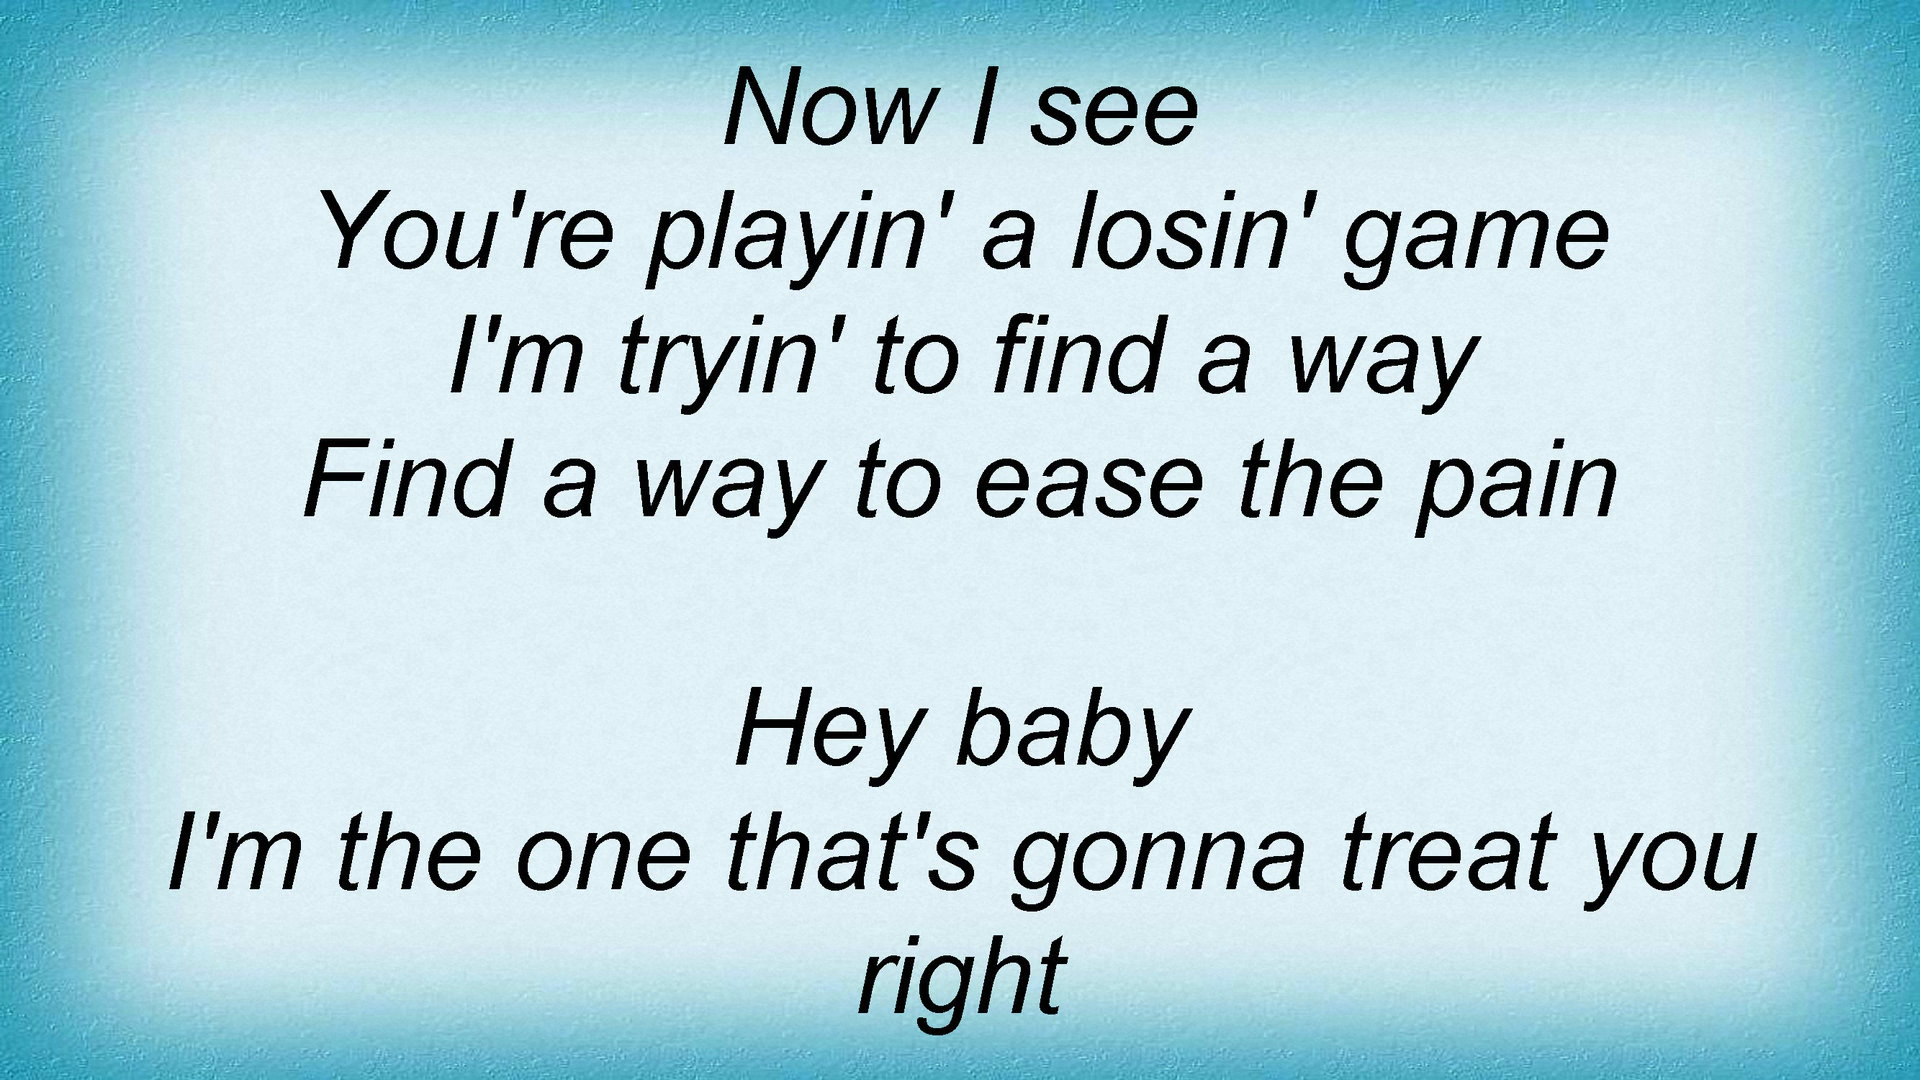 Now I see
You're playin' a losin' game
I'm tryin' to find a way
Find a way to ease the pain
Hey baby
I'm the one that's gonna treat you
right